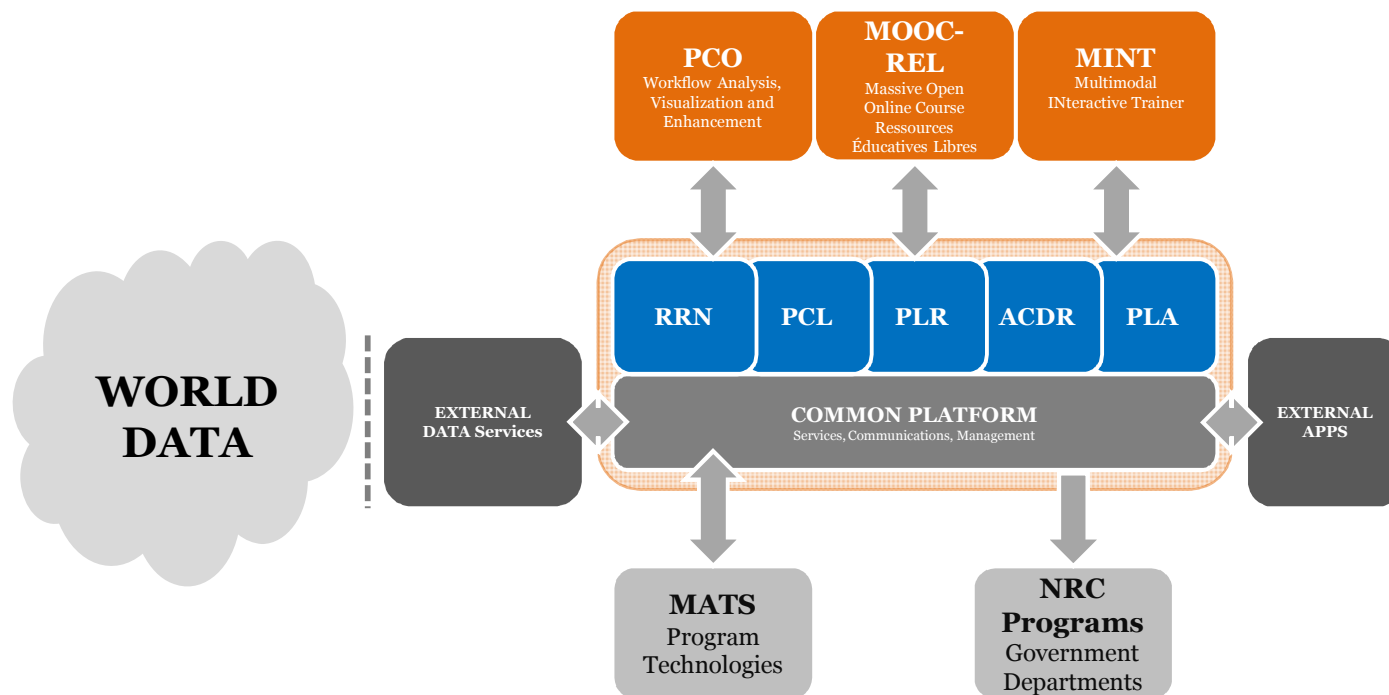 PCO
Workflow Analysis,
Visualization and
Enhancement
MOOC-
REL
Massive Open
Online Course
Ressources
Éducatives Libres
MINT
Multimodal
INteractive Trainer
WORLD
DATA
EXTERNAL
DATA Services
RRN
PCL
PLR
ACDR
PLA
COMMON PLATFORM
Services, Communications, Management
EXTERNAL
APPS
MATS
Program
Technologies
NRC
Programs
Government
Departments